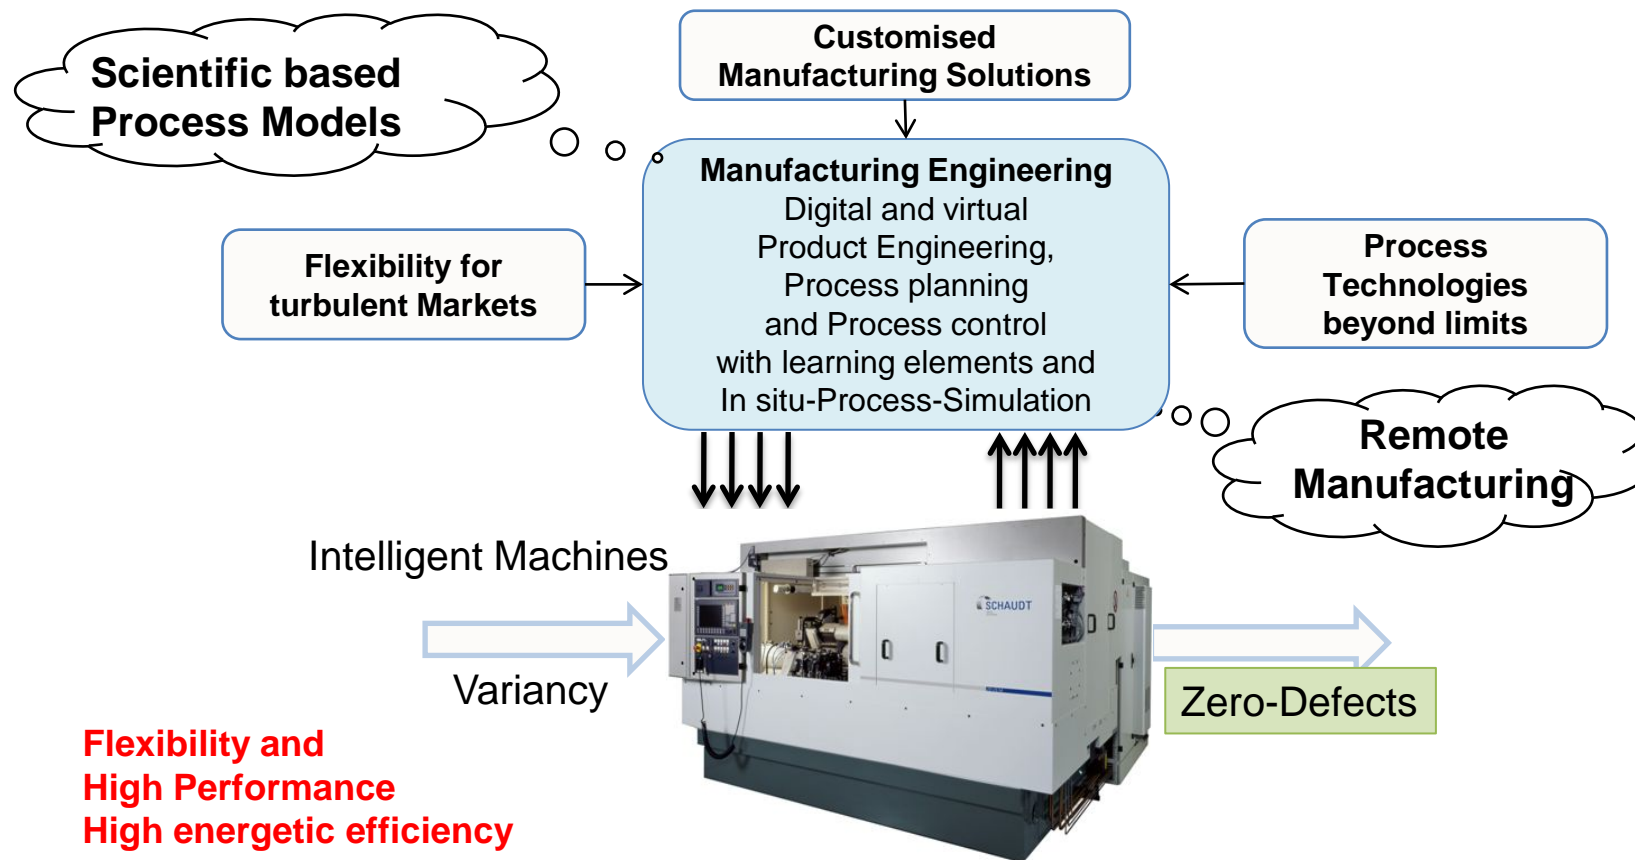 Scientific based
Process Models
Customised
Manufacturing Solutions
Manufacturing Engineering
Digital and virtual
Product Engineering,
Process planning
and Process control
with learning elements and
In situ-Process-Simulation
Flexibility for
turbulent Markets
Process
Technologies
beyond limits
Remote
Manufacturing
Intelligent Machines
SCHAUDT
Variancy
Zero-Defects
Flexibility and
High Performance
High energetic efficiency